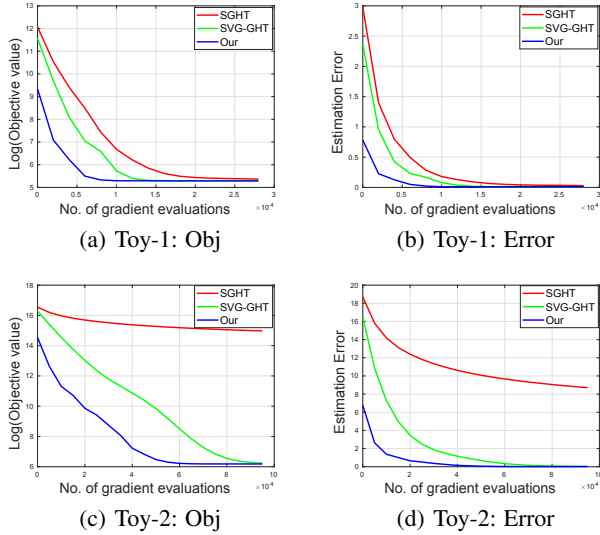 13
12
11
10
9
8
7
6
5
0 0.5 1 1.5 2 2.5 3
×10⁴
Log(Objective value)
No. of gradient evaluations
SGHT
SVG-GHT
Our
(a) Toy-1: Obj
3
2.5
2
1.5
1
0.5
0
0 0.5 1 1.5 2 2.5 3
×10⁴
Estimation Error
No. of gradient evaluations
SGHT
SVG-GHT
Our
(b) Toy-1: Error
18
16
14
12
10
8
6
0 2 4 6 8 10
×10⁴
Log(Objective value)
No. of gradient evaluations
SGHT
SVG-GHT
Our
(c) Toy-2: Obj
20
18
16
14
12
10
8
6
4
2
0
0 2 4 6 8 10
×10⁴
Estimation Error
No. of gradient evaluations
SGHT
SVG-GHT
Our
(d) Toy-2: Error